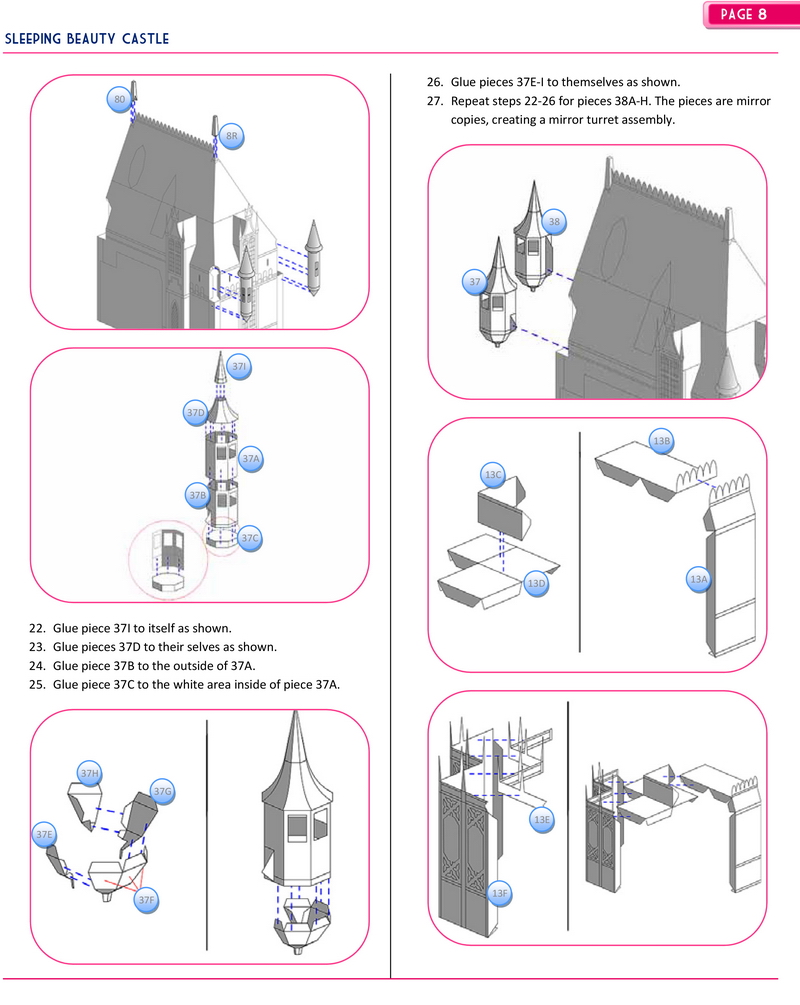 PAGE 8
SLEEPING BEAUTY CASTLE
80
8R
37I
37D
37A
37B
37C
22. Glue piece 37I to itself as shown.
23. Glue pieces 37D to their selves as shown.
24. Glue piece 37B to the outside of 37A.
25. Glue piece 37C to the white area inside of piece 37A.
37H
37G
37E
37F
26. Glue pieces 37E-I to themselves as shown.
27. Repeat steps 22-26 for pieces 38A-H. The pieces are mirror
copies, creating a mirror turret assembly.
38
37
13B
13C
13A
13D
13E
13F